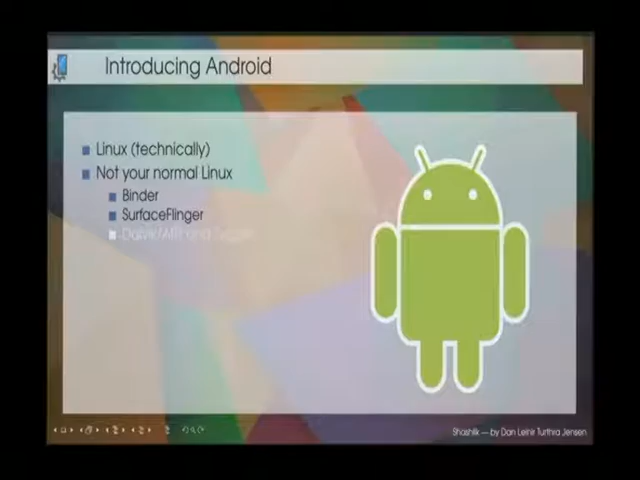 Introducing Android
Linux (technically)
Not your normal Linux
Binder
SurfaceFlinger
Shashlik — by Dan Leinir Turthra Jensen